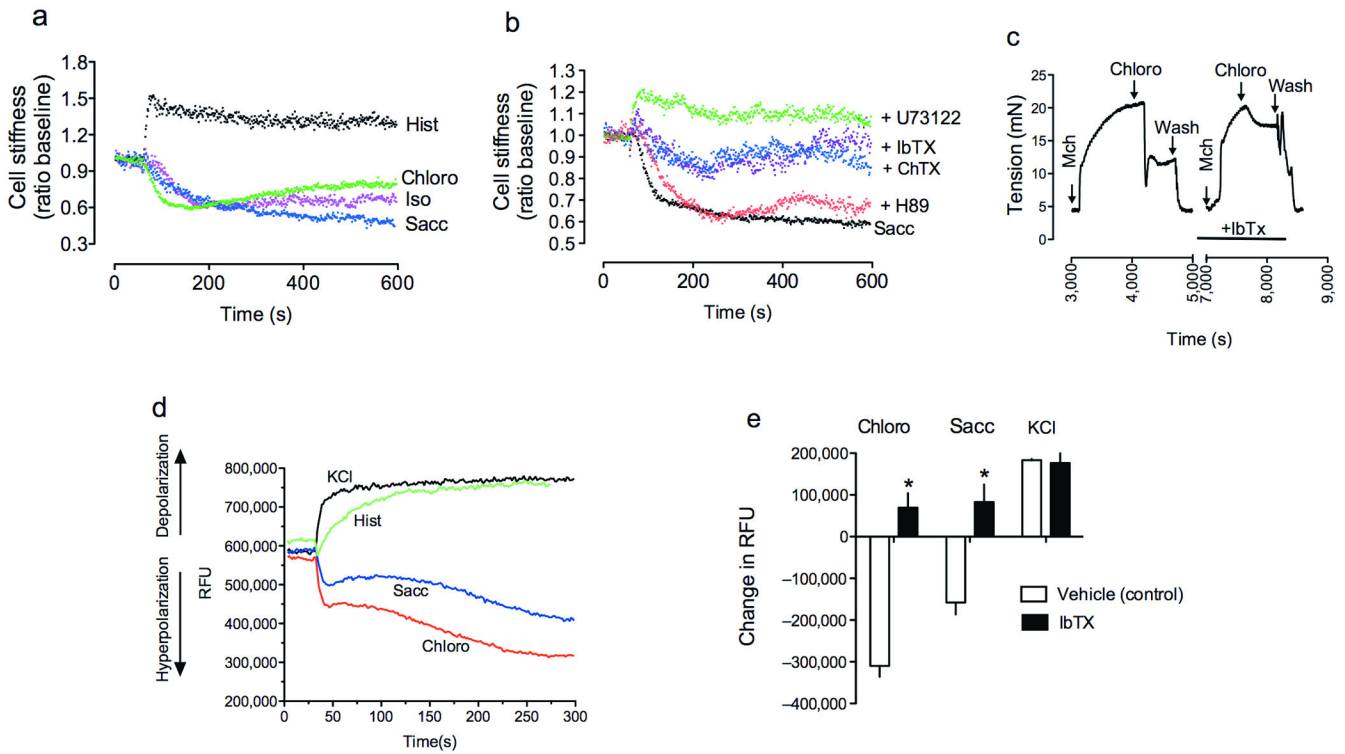 a
Cell stiffness
(ratio baseline)
1.8
1.5
1.2
0.9
0.6
0.3
Hist
Chloro
Iso
Sacc
0 200 400 600
Time (s)
b
Cell stiffness
(ratio baseline)
1.3
1.2
1.1
1.0
0.9
0.8
0.7
0.6
0.5
+ U73122
+ IbTX
+ ChTX
+ H89
Sacc
0 200 400 600
Time (s)
c
Tension (mN)
25
20
15
10
5
0
Mch
Chloro
Wash
Mch
Chloro
Wash
+IbTx
3,000 4,000 5,000 7,000 8,000 9,000
Time (s)
d
Depolarization
Hyperpolarization
RFU
800,000
700,000
600,000
500,000
400,000
300,000
200,000
KCl
Hist
Sacc
Chloro
0 50 100 150 200 250 300
Time(s)
e
Chloro Sacc KCl
Change in RFU
200,000
100,000
0
–100,000
–200,000
–300,000
–400,000
* *
Vehicle (control)
IbTX